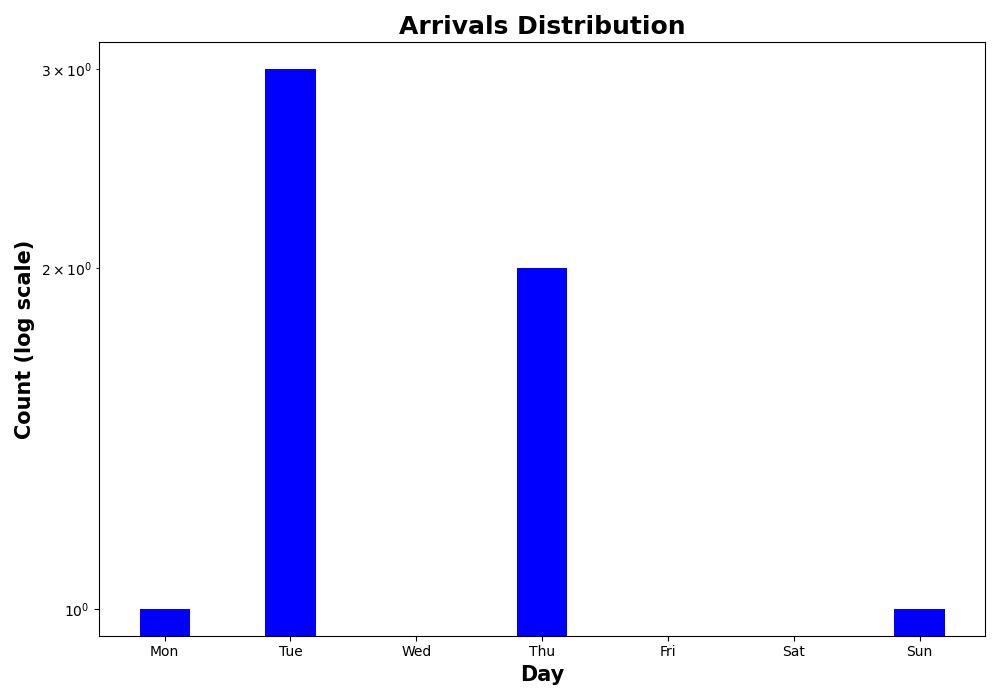 Arrivals Distribution
3 × 10⁰
2 × 10⁰
10⁰
Count (log scale)
Mon Tue Wed Thu Fri Sat Sun
Day